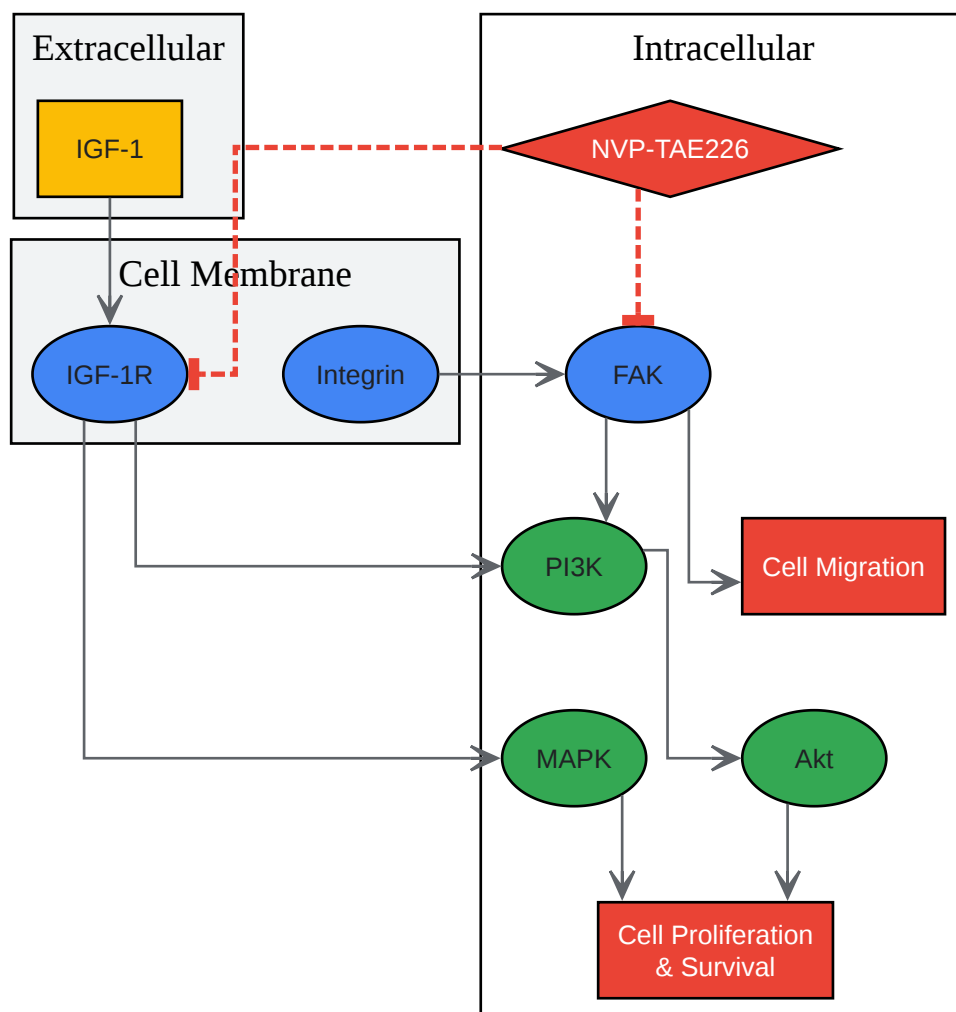 Extracellular
Intracellular
IGF-1
NVP-TAE226
Cell Membrane
IGF-1R
Integrin
FAK
PI3K
Cell Migration
MAPK
Akt
Cell Proliferation
& Survival